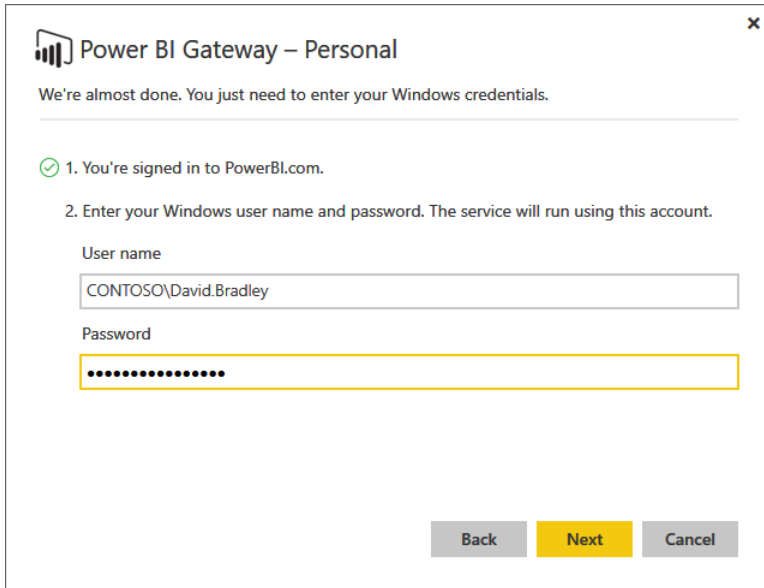 Power BI Gateway – Personal
We're almost done. You just need to enter your Windows credentials.
1. You're signed in to PowerBI.com.
2. Enter your Windows user name and password. The service will run using this account.
User name
CONTOSO\David.Bradley
Password
••••••••••••••••
Back Next Cancel